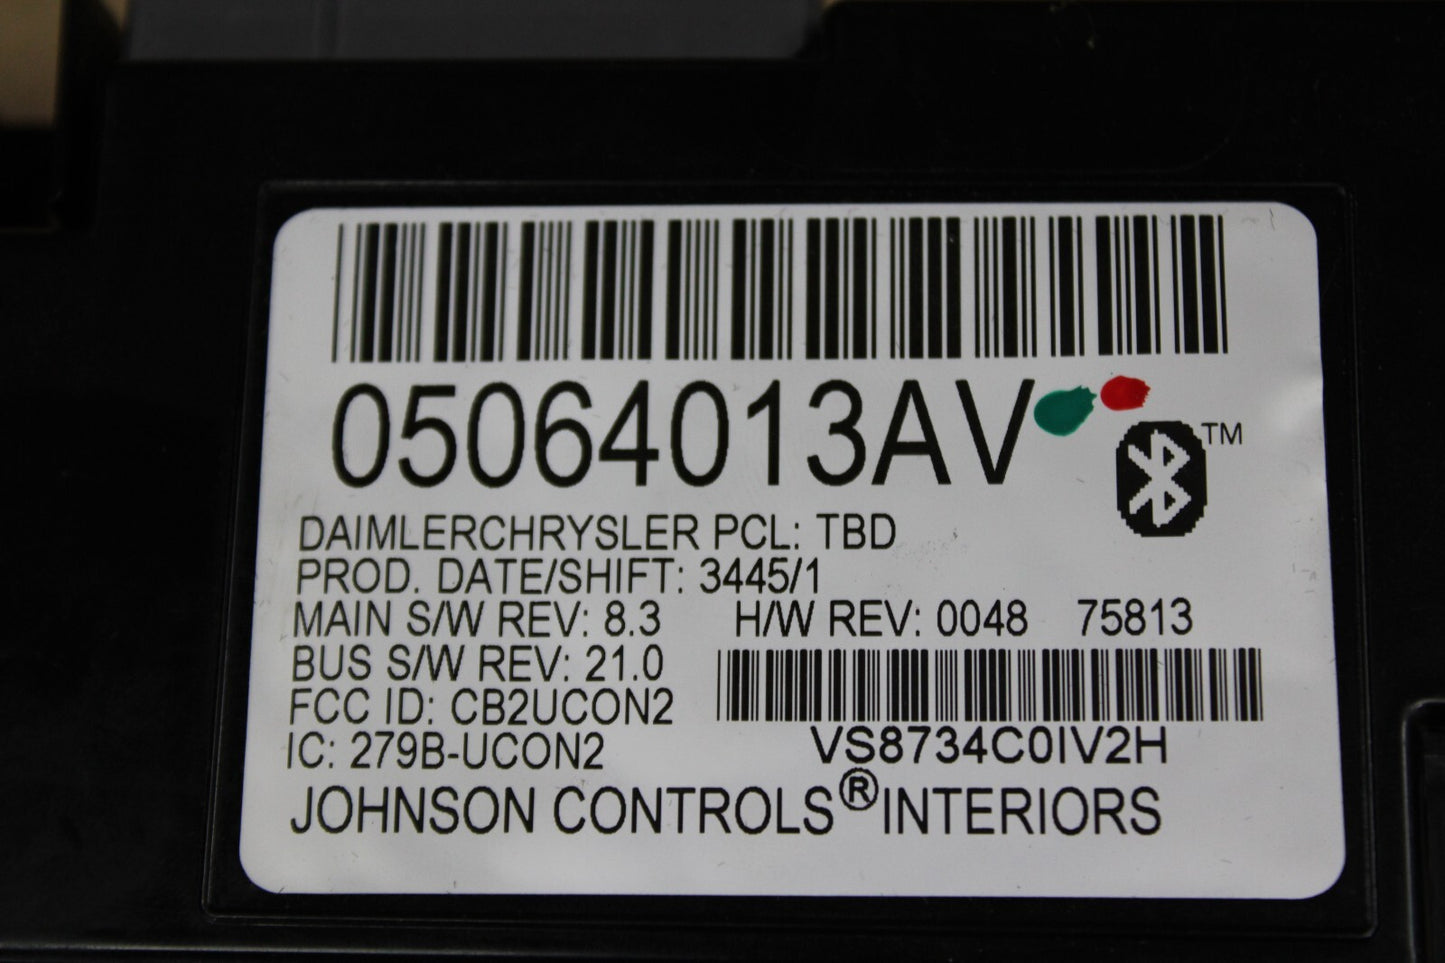 05064013AV
TM
DAIMLERCHRYSLER PCL: TBD
PROD. DATE/SHIFT: 3445/1
MAIN S/W REV: 8.3 H/W REV: 0048 75813
BUS S/W REV: 21.0
FCC ID: CB2UCON2
IC: 279B-UCON2 VS8734C0IV2H
JOHNSON CONTROLS®INTERIORS